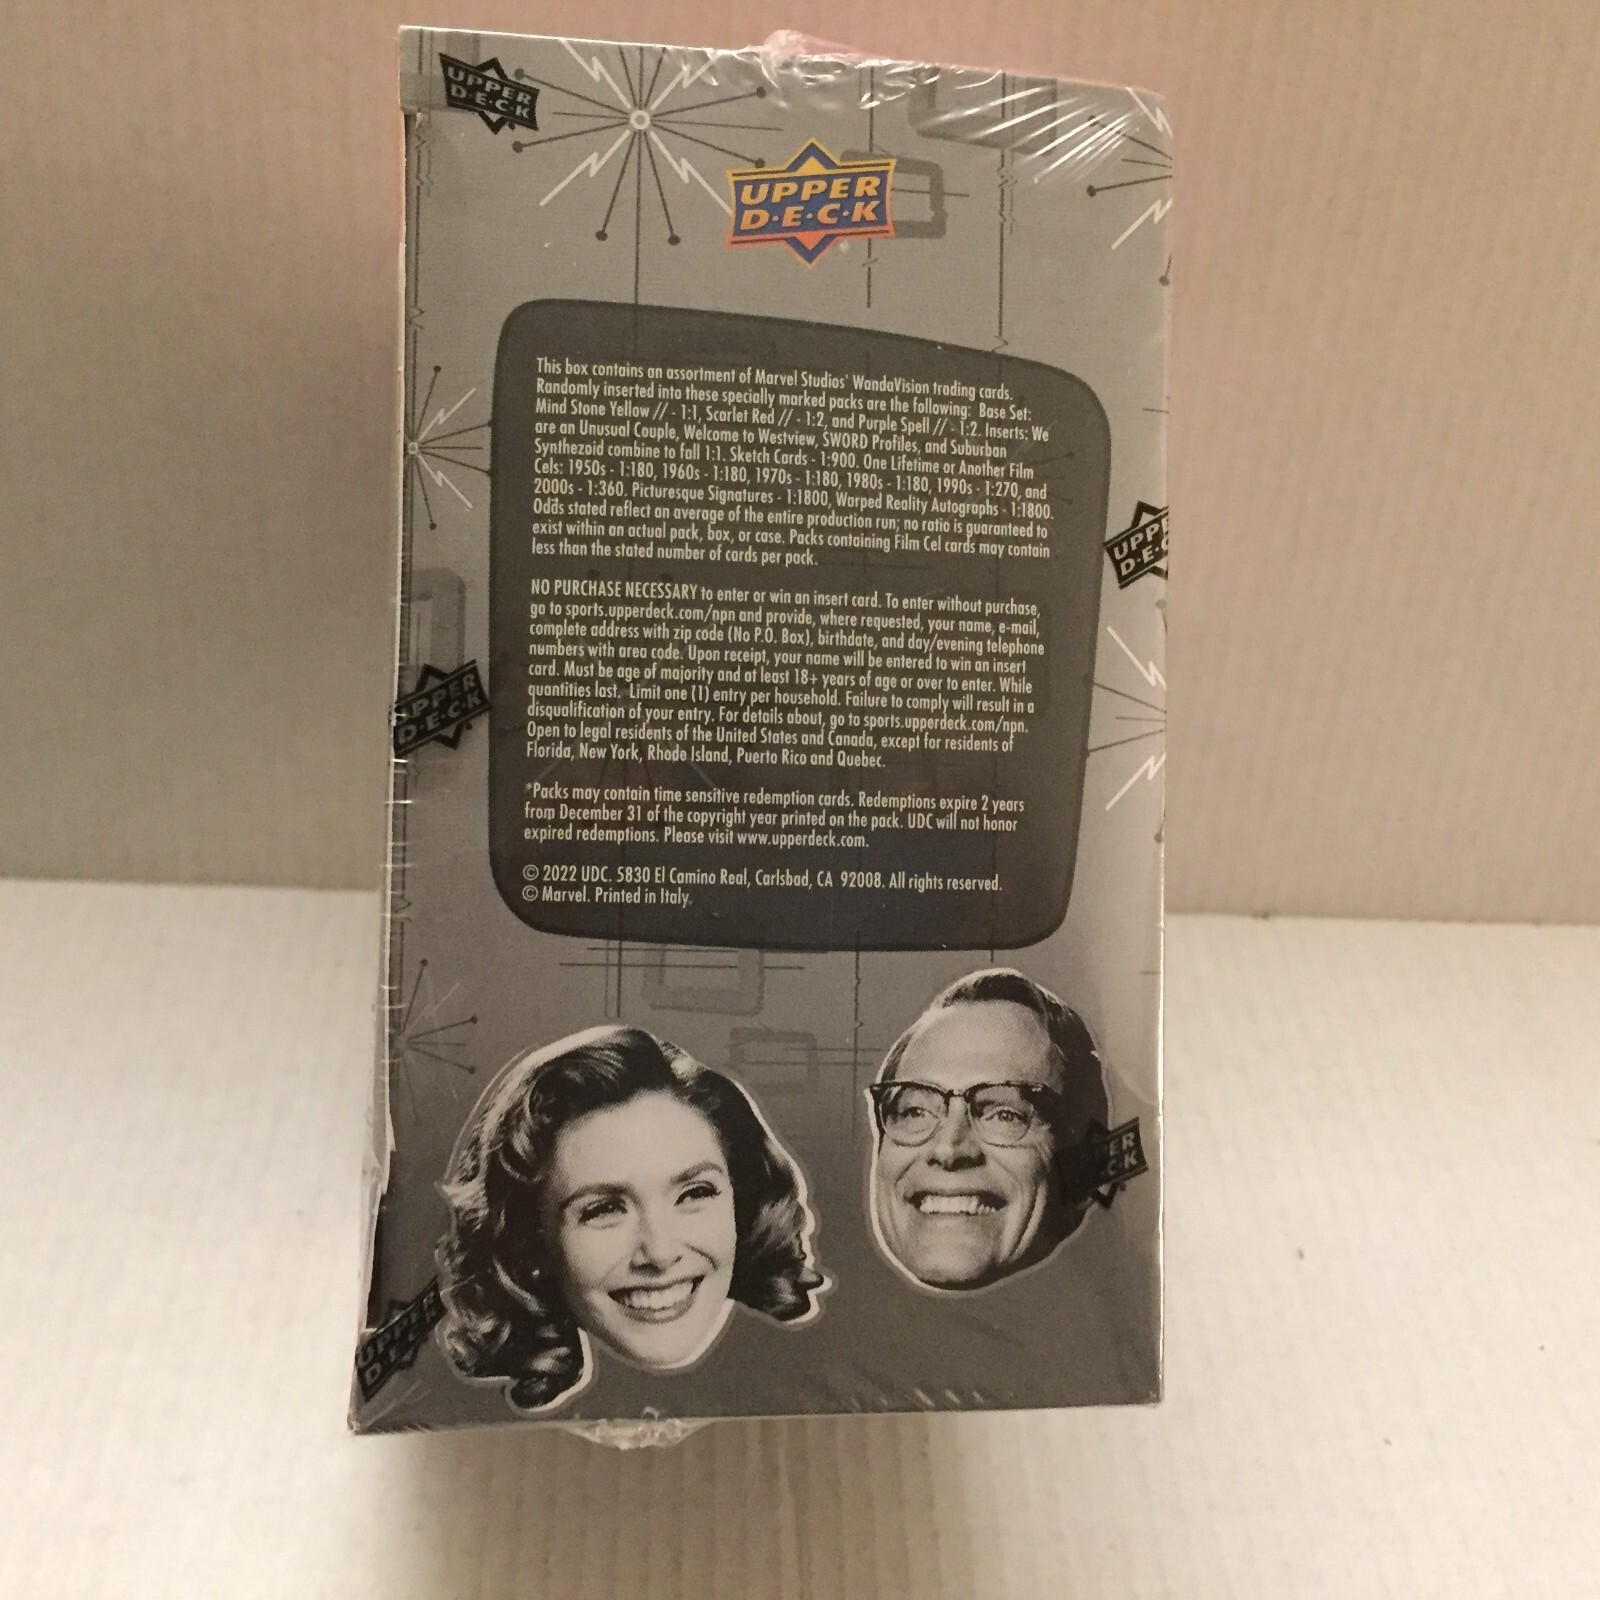 UPPER
D·E·C·K
UPPER
D·E·C·K
This box contains an assortment of Marvel Studios' WandaVision trading cards.
Randomly inserted into these specially marked packs are the following: Base Set:
Mind Stone Yellow // - 1:1, Scarlet Red // - 1:2, and Purple Spell // - 1:2. Inserts: We
are an Unusual Couple, Welcome to Westview, SWORD Profiles, and Suburban
Synthezoid combine to fall 1:1. Sketch Cards - 1:900. One Lifetime or Another Film
Cels: 1950s - 1:180, 1960s - 1:180, 1970s - 1:180, 1980s - 1:180, 1990s - 1:270, and
2000s - 1:360. Picturesque Signatures - 1:1800, Warped Reality Autographs - 1:1800.
Odds stated reflect an average of the entire production run; no ratio is guaranteed to
exist within an actual pack, box, or case. Packs containing Film Cel cards may contain
less than the stated number of cards per pack.
NO PURCHASE NECESSARY to enter or win an insert card. To enter without purchase,
go to sports.upperdeck.com/npn and provide, where requested, your name, e-mail,
complete address with zip code (No P.O. Box), birthdate, and day/evening telephone
numbers with area code. Upon receipt, your name will be entered to win an insert
card. Must be age of majority and at least 18+ years of age or over to enter. While
quantities last. Limit one (1) entry per household. Failure to comply will result in a
disqualification of your entry. For details about, go to sports.upperdeck.com/npn.
Open to legal residents of the United States and Canada, except for residents of
Florida, New York, Rhode Island, Puerto Rico and Quebec.
*Packs may contain time sensitive redemption cards. Redemptions expire 2 years
from December 31 of the copyright year printed on the pack. UDC will not honor
expired redemptions. Please visit www.upperdeck.com.
© 2022 UDC. 5830 El Camino Real, Carlsbad, CA 92008. All rights reserved.
© Marvel. Printed in Italy.
UPPE
D·E·C
UPPER
D·E·C·K
ER
C·K
UPPER
D·E·C·K